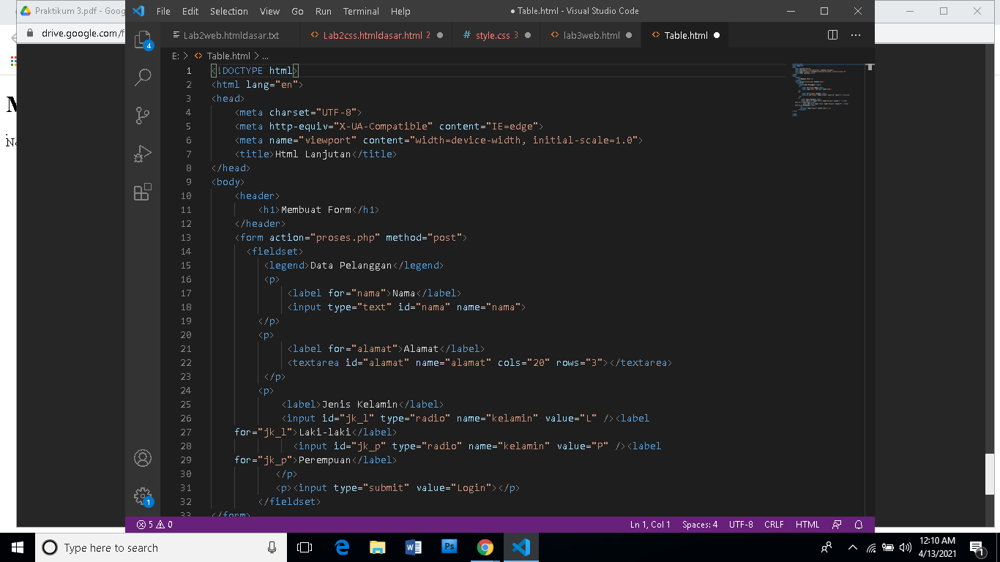 Praktikum 3.pdf - Goog
drive.google.com/f
File Edit Selection View Go Run Terminal Help
● Table.html - Visual Studio Code
Lab2web.htmldasar.txt
Lab2css.htmldasar.html 2
style.css 3
lab3web.html
Table.html
E: > Table.html > ...
1 <!DOCTYPE html>
2 <html lang="en">
3 <head>
4 <meta charset="UTF-8">
5 <meta http-equiv="X-UA-Compatible" content="IE=edge">
6 <meta name="viewport" content="width=device-width, initial-scale=1.0">
7 <title>Html Lanjutan</title>
8 </head>
9 <body>
10 <header>
11 <h1>Membuat Form</h1>
12 </header>
13 <form action="proses.php" method="post">
14 <fieldset>
15 <legend>Data Pelanggan</legend>
16 <p>
17 <label for="nama">Nama</label>
18 <input type="text" id="nama" name="nama">
19 </p>
20 <p>
21 <label for="alamat">Alamat</label>
22 <textarea id="alamat" name="alamat" cols="20" rows="3"></textarea>
23 </p>
24 <p>
25 <label>Jenis Kelamin</label>
26 <input id="jk_l" type="radio" name="kelamin" value="L" /><label
27 for="jk_l">Laki-laki</label>
28 <input id="jk_p" type="radio" name="kelamin" value="P" /><label
29 for="jk_p">Perempuan</label>
30 </p>
31 <p><input type="submit" value="Login"></p>
32 </fieldset>
33 </form>
4
1
5 0
Ln 1, Col 1 Spaces: 4 UTF-8 CRLF HTML
Type here to search
Ps
12:10 AM
4/13/2021
1